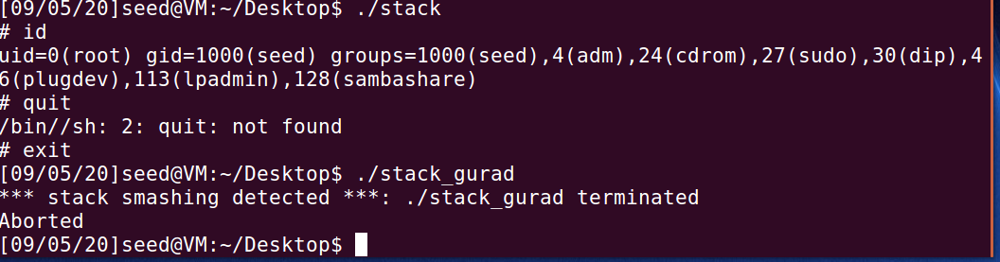 [09/05/20]seed@VM:~/Desktop$ ./stack
# id
uid=0(root) gid=1000(seed) groups=1000(seed),4(adm),24(cdrom),27(sudo),30(dip),4
6(plugdev),113(lpadmin),128(sambashare)
# quit
/bin//sh: 2: quit: not found
# exit
[09/05/20]seed@VM:~/Desktop$ ./stack_gurad
*** stack smashing detected ***: ./stack_gurad terminated
Aborted
[09/05/20]seed@VM:~/Desktop$